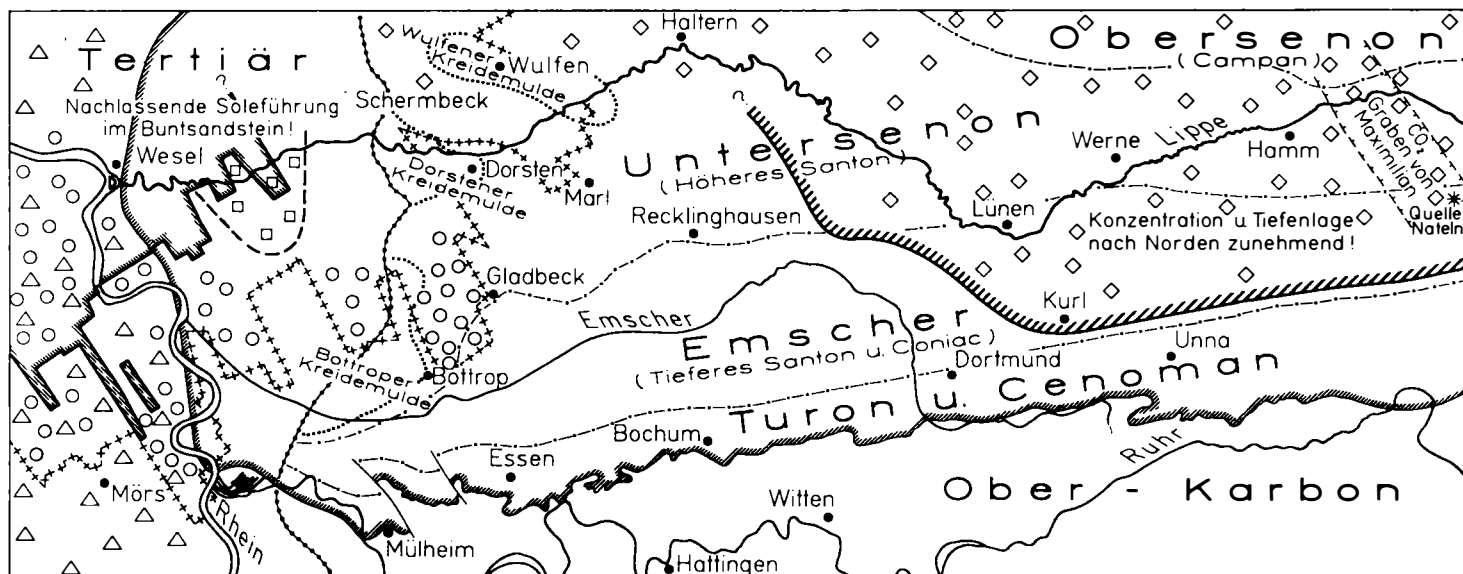 Haltern
Obersenon
(Campan)
Tertiär
?
Wulfener
Kreidemulde
Wulfen
Nachlassende Soleführung
im Buntsandstein!
Schermbeck
?
Wesel
Untersenon
(Höheres Santon)
Werne
Lippe
Hamm
CO₂
Graben von
Maximilian
Dorsten
Dorstener
Kreidemulde
Marl
Recklinghausen
Lünen
Konzentration u Tiefenlage
nach Norden zunehmend!
Quelle
Nateln
Gladbeck
Emscher
Kurl
Emscher
(Tieferes Santon u. Coniac)
Unna
Bottroper
Kreidemulde
Bottrop
Dortmund
Turon u. Cenoman
Bochum
Essen
Ruhr
Mörs
Rhein
Ober-Karbon
Witten
Mülheim
Hattingen